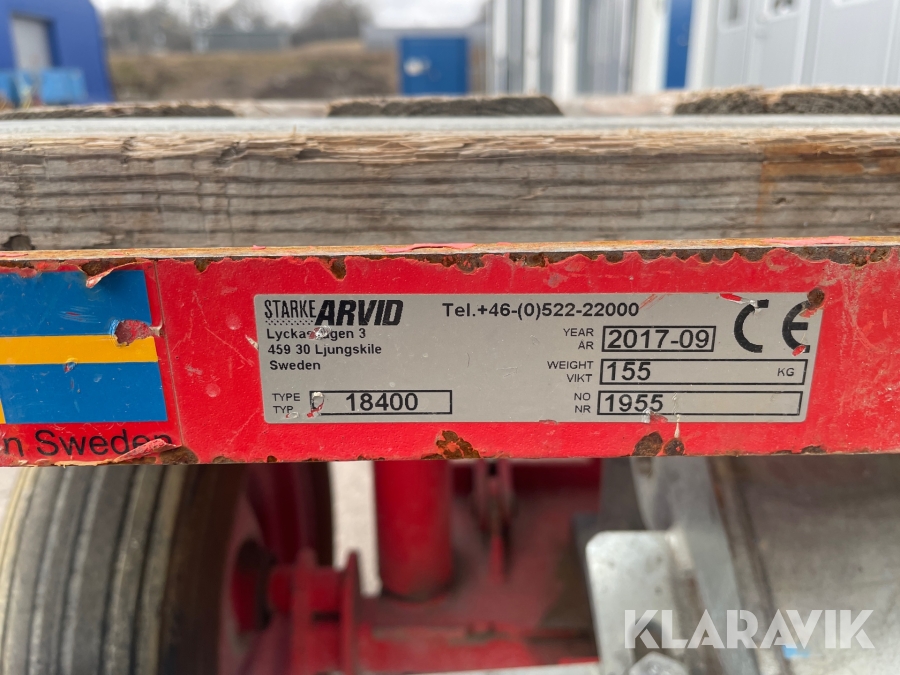 STARKE ARVID
Tel.+46-(0)522-22000
3
459 30 Ljungskile
Sweden
YEAR
ÅR
2017-09
CE
WEIGHT
VIKT
155
KG
TYPE
TYP
18400
NO
NR
1955
n Sweden
KLARAVIK